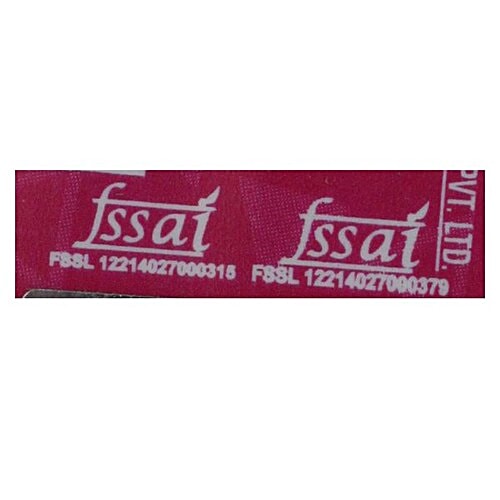 fssai
FSSL 12214027000315
fssai
FSSL 12214027000379
PVT. LTD.